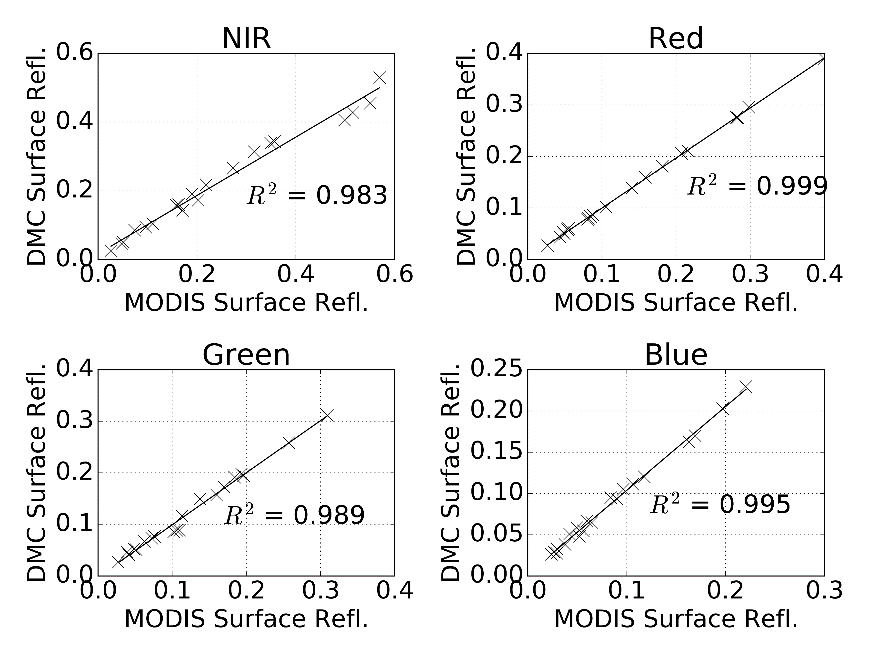 NIR
DMC Surface Refl.
0.6
0.4
0.2
0.0
R² = 0.983
0.0 0.2 0.4 0.6
MODIS Surface Refl.
Red
DMC Surface Refl.
0.4
0.3
0.2
0.1
0.0
R² = 0.999
0.0 0.1 0.2 0.3 0.4
MODIS Surface Refl.
Green
DMC Surface Refl.
0.4
0.3
0.2
0.1
0.0
R² = 0.989
0.0 0.1 0.2 0.3 0.4
MODIS Surface Refl.
Blue
DMC Surface Refl.
0.25
0.20
0.15
0.10
0.05
0.00
R² = 0.995
0.0 0.1 0.2 0.3
MODIS Surface Refl.